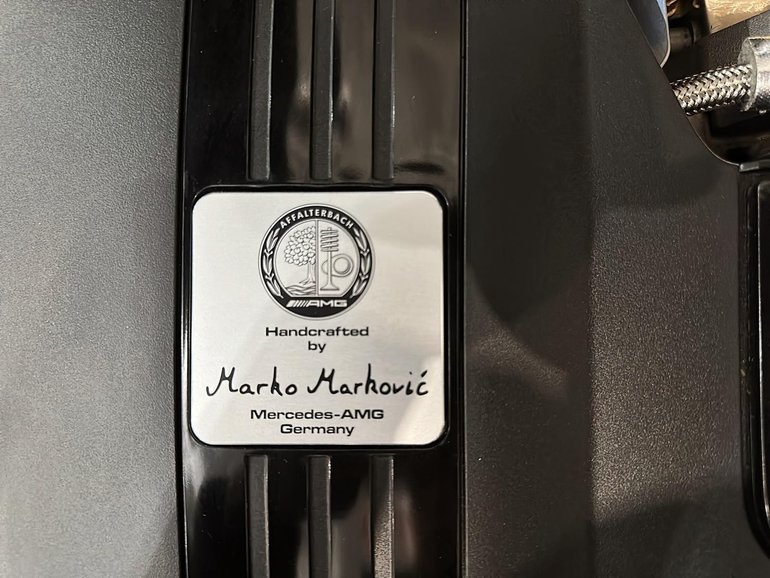 AFFALTERBACH
AMG
Handcrafted
by
Marko Marković
Mercedes-AMG
Germany